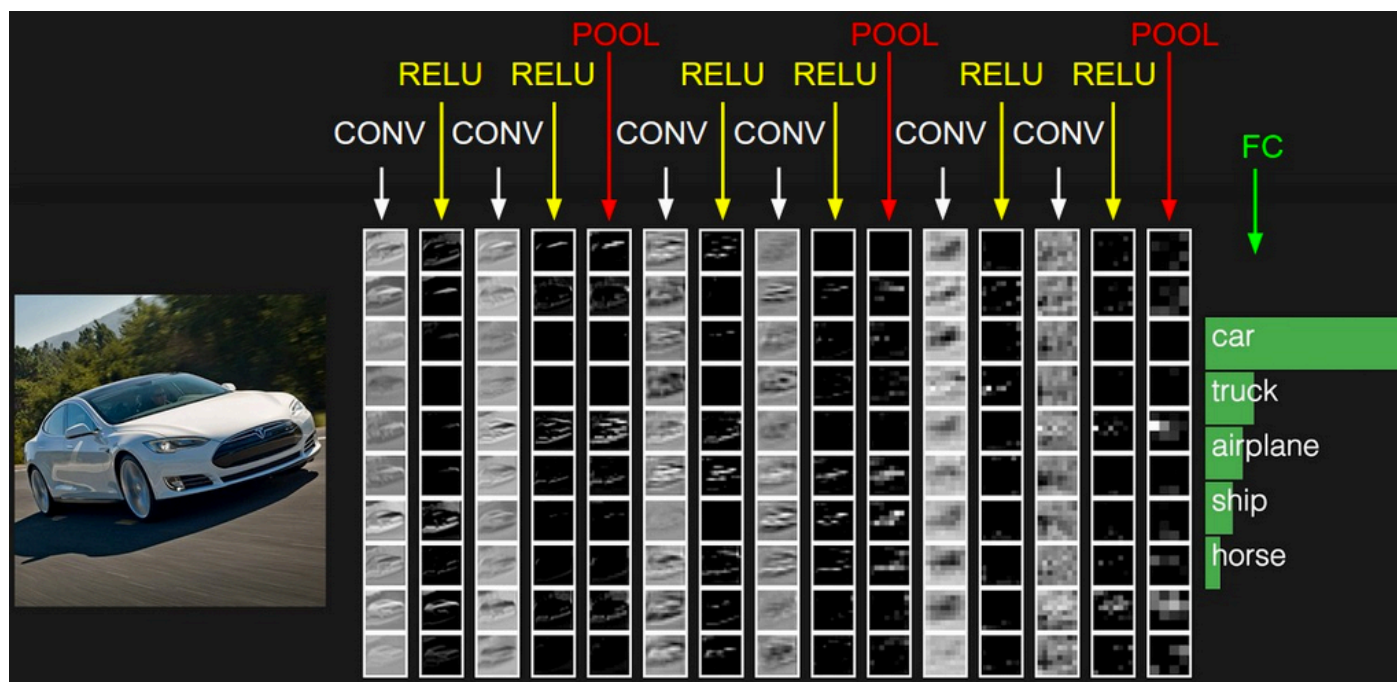 POOL POOL POOL
RELU RELU RELU RELU RELU RELU
CONV CONV CONV CONV CONV CONV
FC
car
truck
airplane
ship
horse